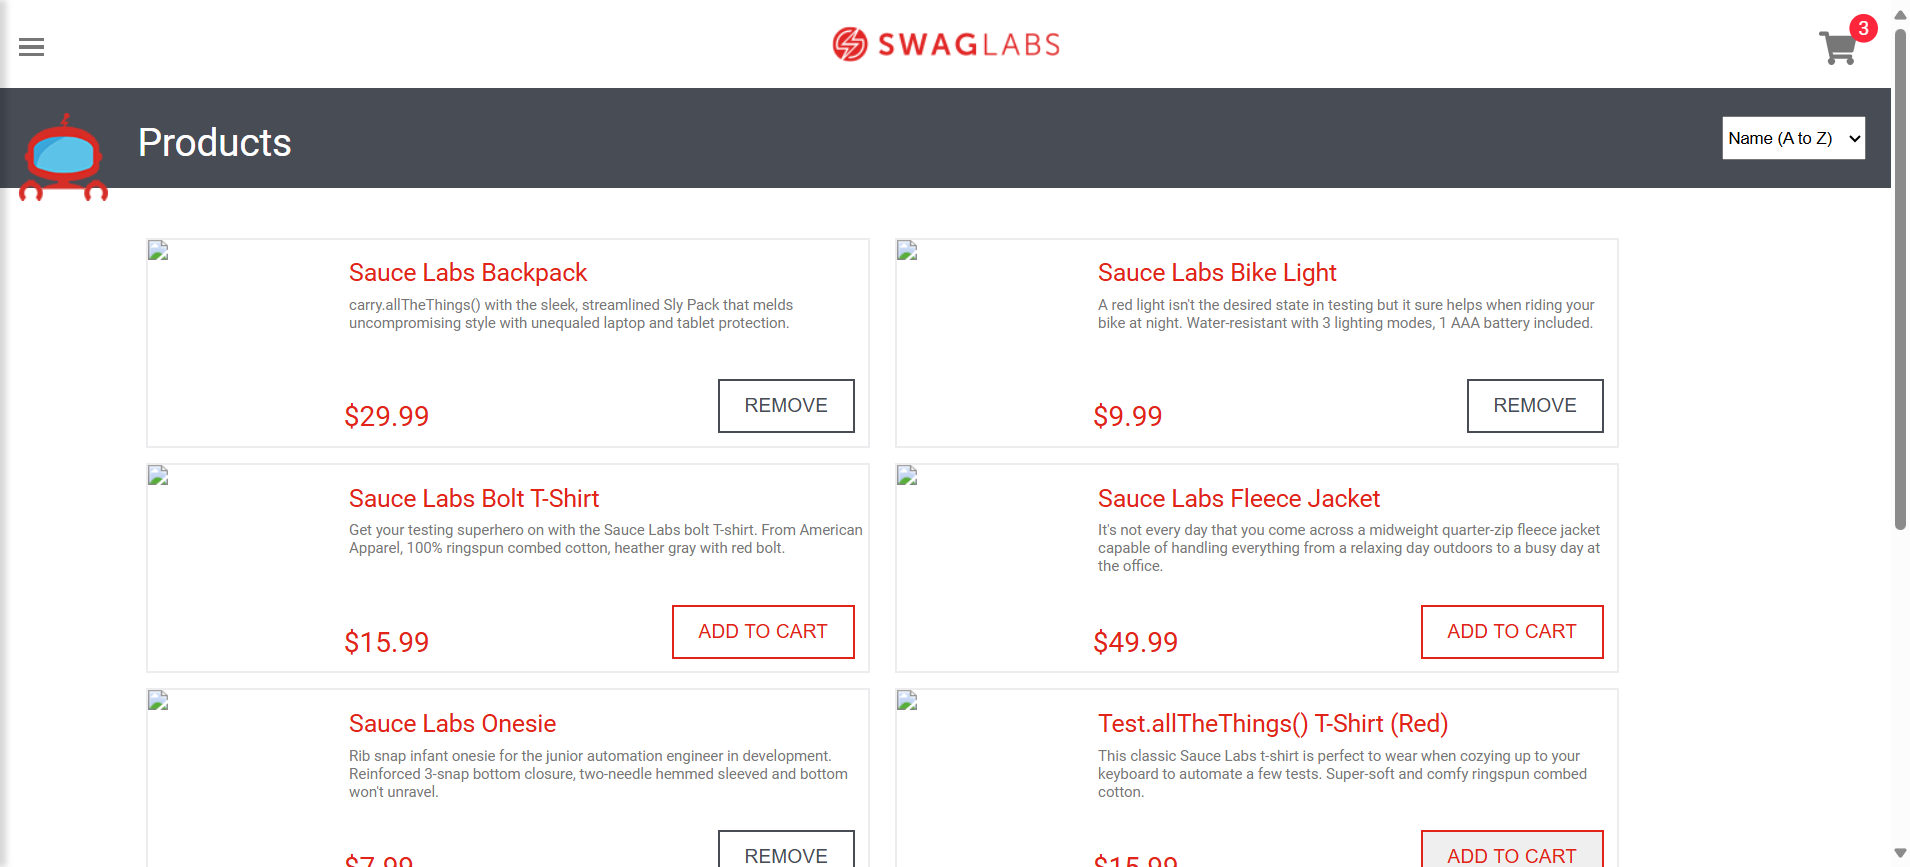 SWAGLABS
3
Products
Name (A to Z)
Sauce Labs Backpack
carry.allTheThings() with the sleek, streamlined Sly Pack that melds
uncompromising style with unequaled laptop and tablet protection.
$29.99
REMOVE
Sauce Labs Bike Light
A red light isn't the desired state in testing but it sure helps when riding your
bike at night. Water-resistant with 3 lighting modes, 1 AAA battery included.
$9.99
REMOVE
Sauce Labs Bolt T-Shirt
Get your testing superhero on with the Sauce Labs bolt T-shirt. From American
Apparel, 100% ringspun combed cotton, heather gray with red bolt.
$15.99
ADD TO CART
Sauce Labs Fleece Jacket
It's not every day that you come across a midweight quarter-zip fleece jacket
capable of handling everything from a relaxing day outdoors to a busy day at
the office.
$49.99
ADD TO CART
Sauce Labs Onesie
Rib snap infant onesie for the junior automation engineer in development.
Reinforced 3-snap bottom closure, two-needle hemmed sleeved and bottom
won't unravel.
$7.99
REMOVE
Test.allTheThings() T-Shirt (Red)
This classic Sauce Labs t-shirt is perfect to wear when cozying up to your
keyboard to automate a few tests. Super-soft and comfy ringspun combed
cotton.
$15.99
ADD TO CART